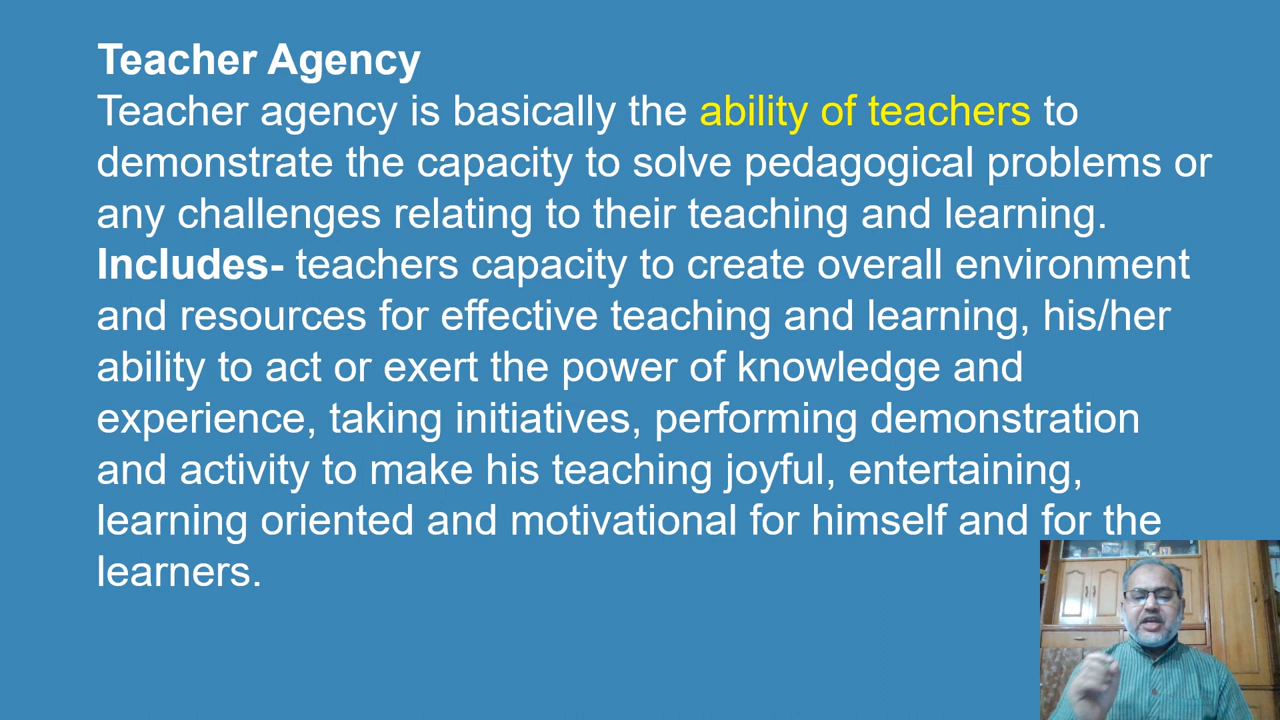 Teacher Agency
Teacher agency is basically the ability of teachers to
demonstrate the capacity to solve pedagogical problems or
any challenges relating to their teaching and learning.
Includes- teachers capacity to create overall environment
and resources for effective teaching and learning, his/her
ability to act or exert the power of knowledge and
experience, taking initiatives, performing demonstration
and activity to make his teaching joyful, entertaining,
learning oriented and motivational for himself and for the
learners.